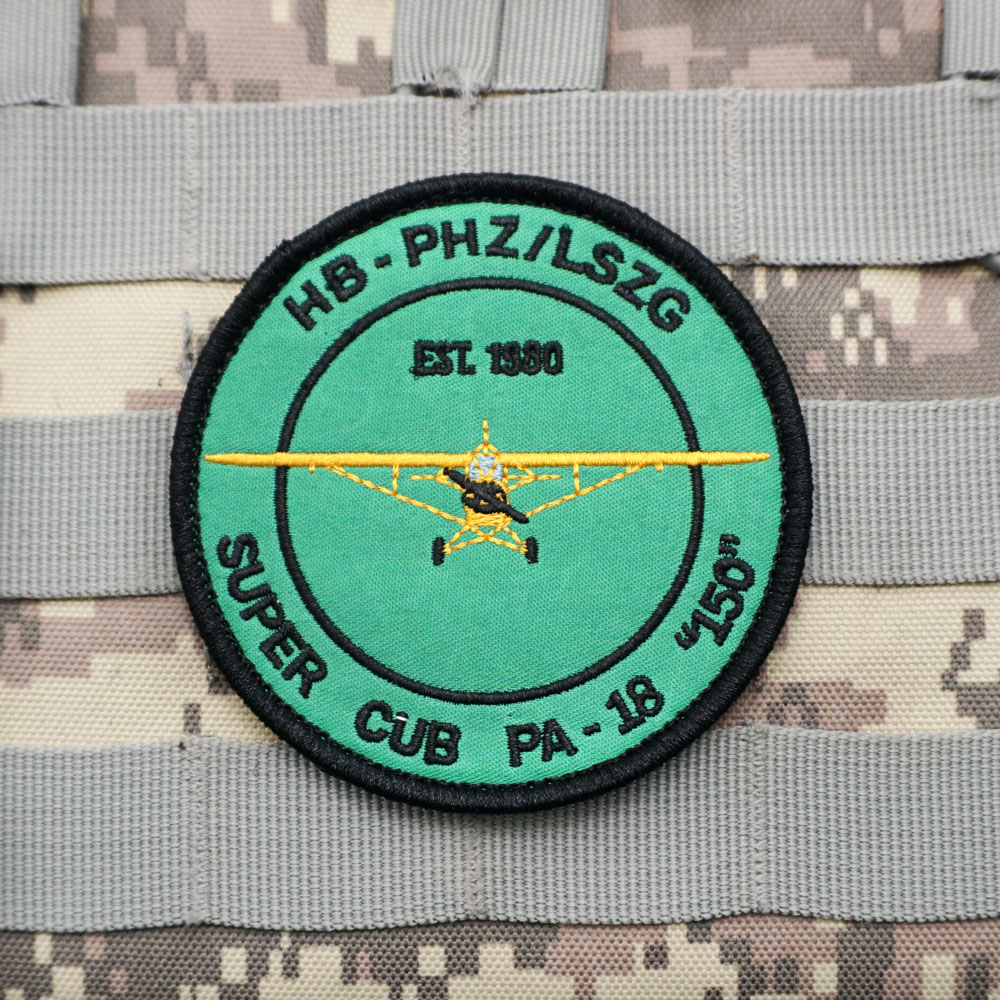 HB - PHZ/LSZG
EST. 1980
SUPER CUB PA - 18 "150"